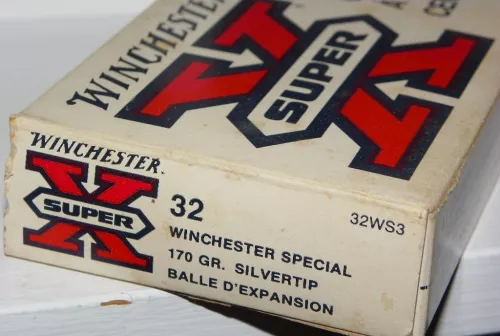 WINCHESTER
SUPER
X
WINCHESTER
SUPER
X
32
32WS3
WINCHESTER SPECIAL
170 GR. SILVERTIP
BALLE D'EXPANSION